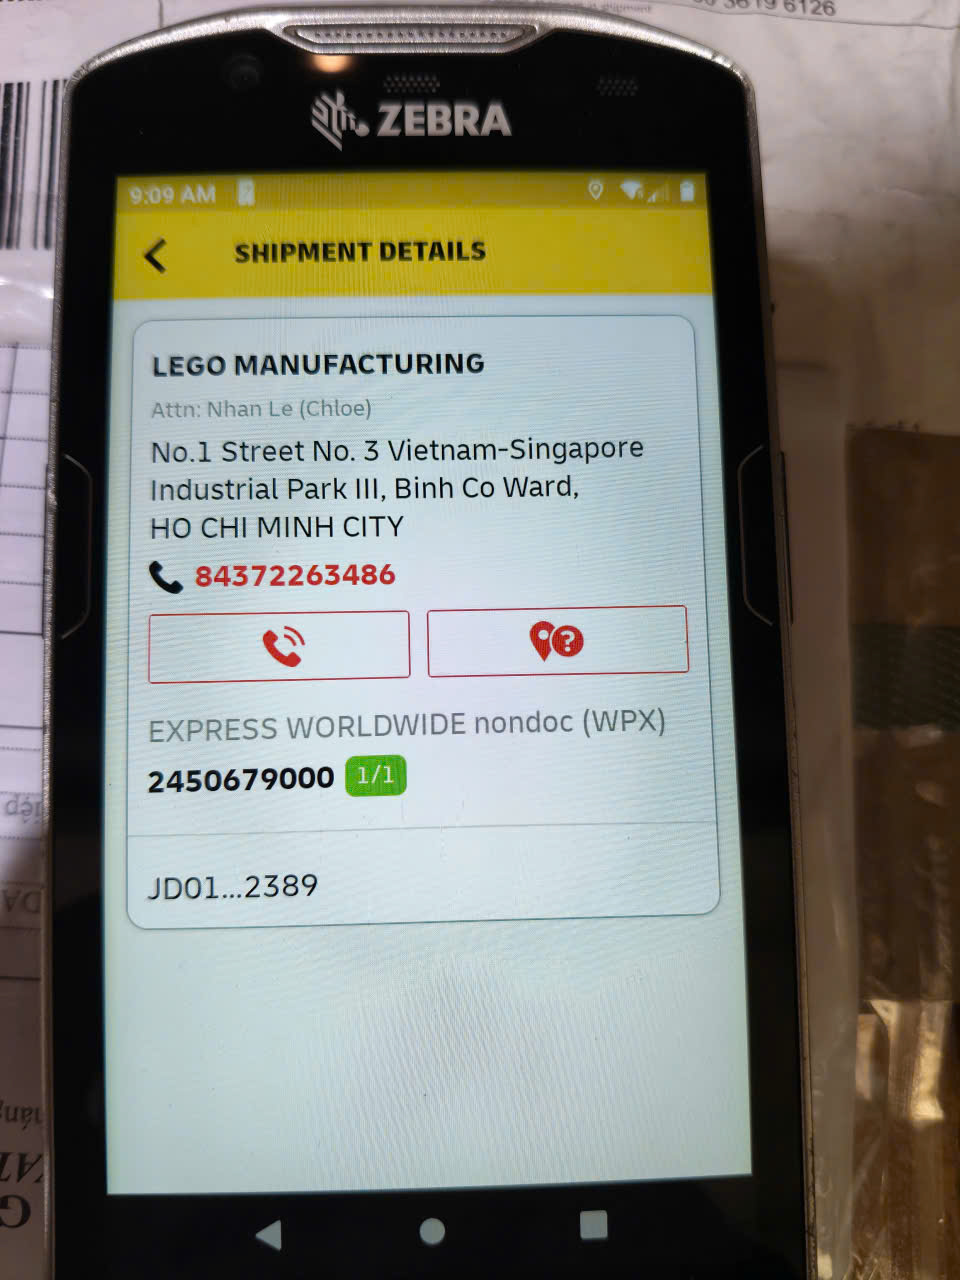 6126
ZEBRA
9:09 AM
SHIPMENT DETAILS
LEGO MANUFACTURING
Attn: Nhan Le (Chloe)
No.1 Street No. 3 Vietnam-Singapore
Industrial Park III, Binh Co Ward,
HO CHI MINH CITY
84372263486
EXPRESS WORLDWIDE nondoc (WPX)
2450679000 1/1
JD01...2389